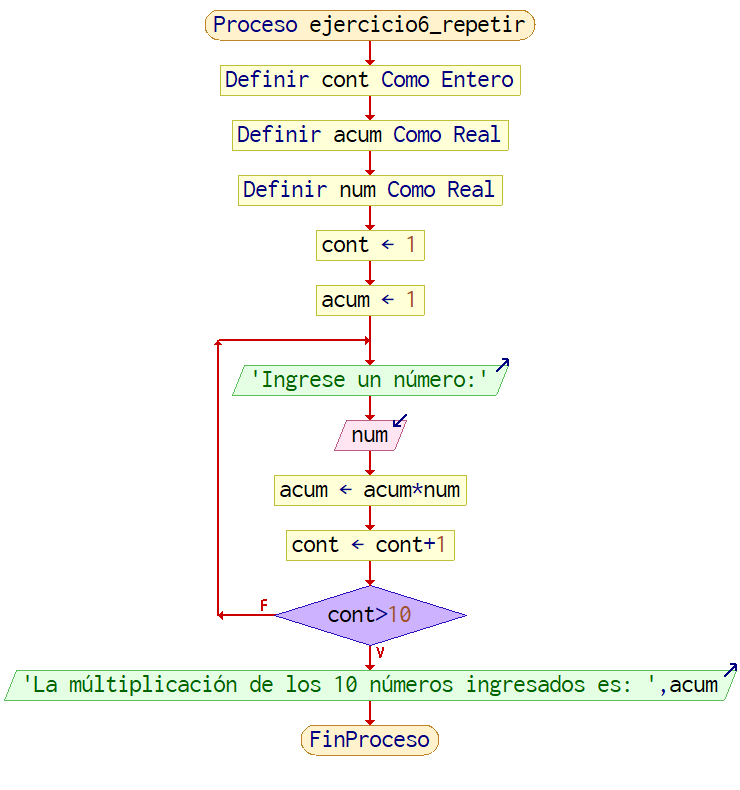 Proceso ejercicio6_repetir
Definir cont Como Entero
Definir acum Como Real
Definir num Como Real
cont ← 1
acum ← 1
'Ingrese un número:'
num
acum ← acum*num
cont ← cont+1
F
cont>10
V
'La múltiplicación de los 10 números ingresados es: ',acum
FinProceso